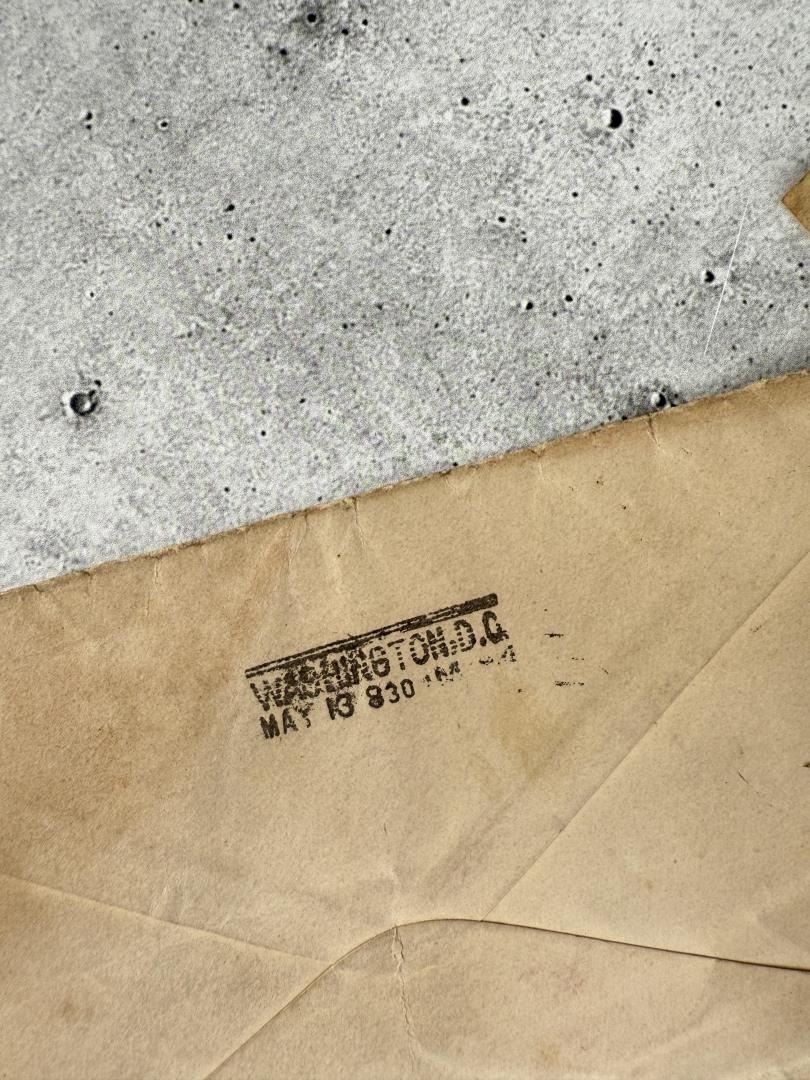 WASHINGTON, D.C.
MAY 13 830